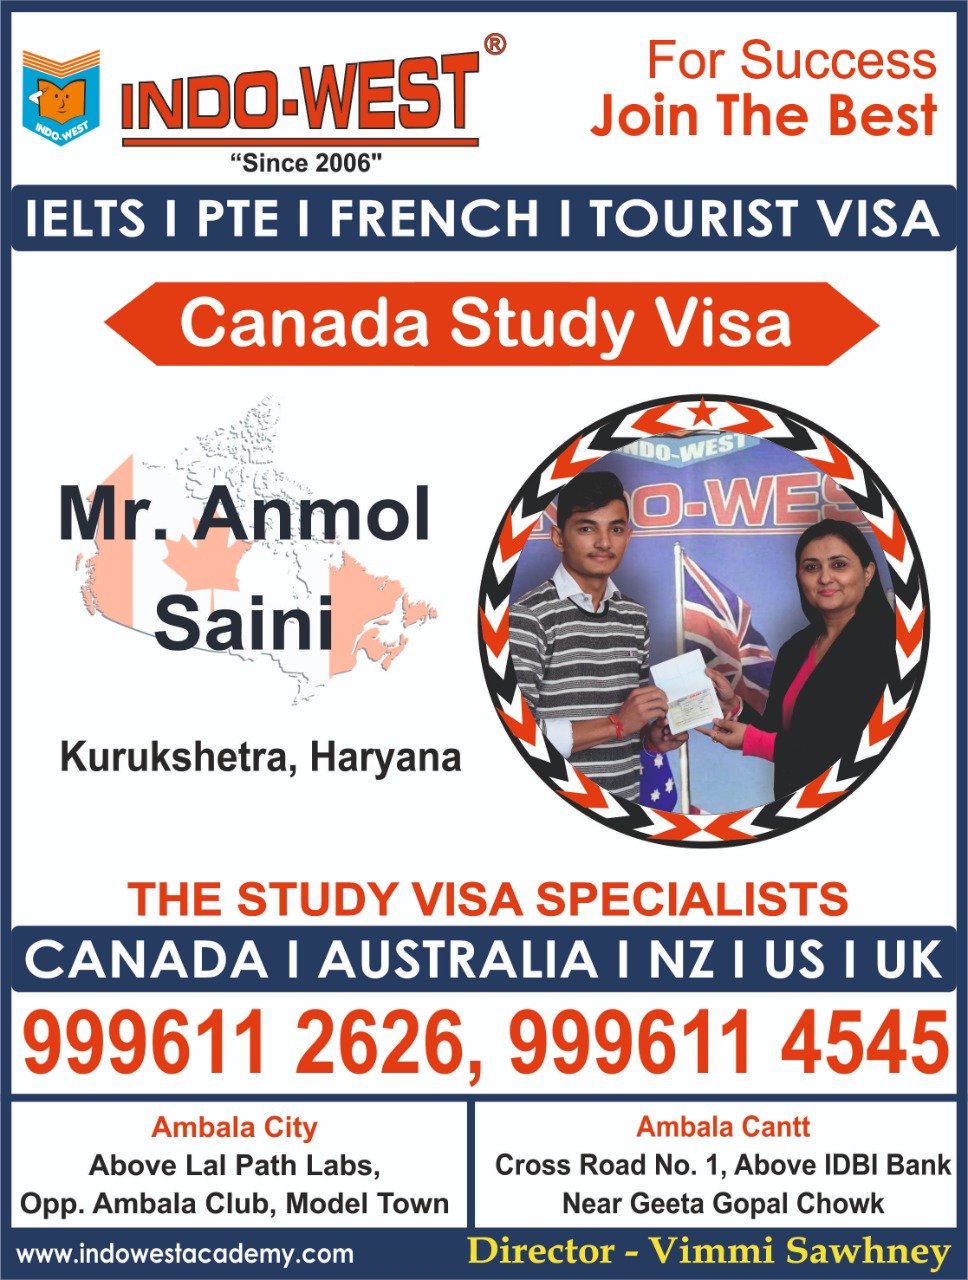 INDO-WEST®
INDO-WEST
"Since 2006"
For Success
Join The Best
IELTS I PTE I FRENCH I TOURIST VISA
Canada Study Visa
Mr. Anmol
Saini
Kurukshetra, Haryana
INDO-WEST
INDO-WES
THE STUDY VISA SPECIALISTS
CANADA I AUSTRALIA I NZ I US I UK
999611 2626, 999611 4545
Ambala City
Above Lal Path Labs,
Opp. Ambala Club, Model Town
Ambala Cantt
Cross Road No. 1, Above IDBI Bank
Near Geeta Gopal Chowk
www.indowestacademy.com
Director - Vimmi Sawhney